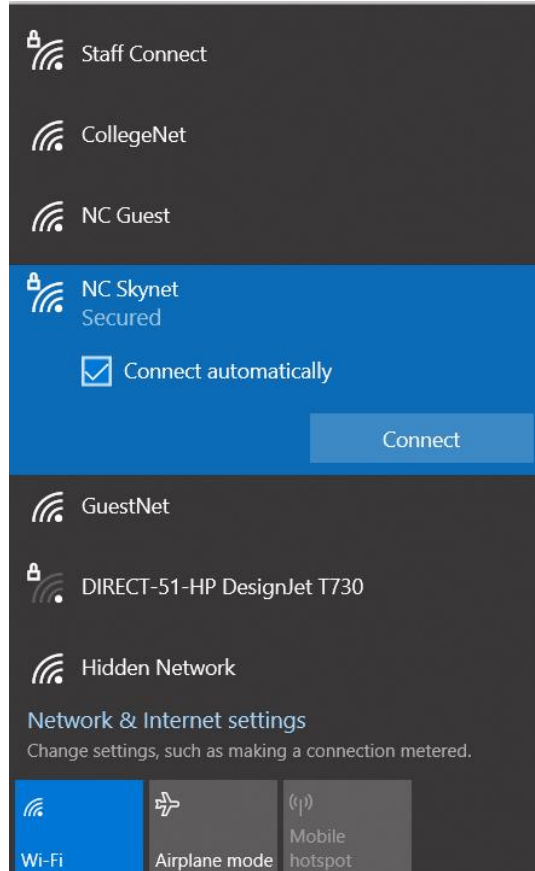 Staff Connect
CollegeNet
NC Guest
NC Skynet
Secured
Connect automatically
Connect
GuestNet
DIRECT-51-HP DesignJet T730
Hidden Network
Network & Internet settings
Change settings, such as making a connection metered.
Wi-Fi
Airplane mode
Mobile
hotspot